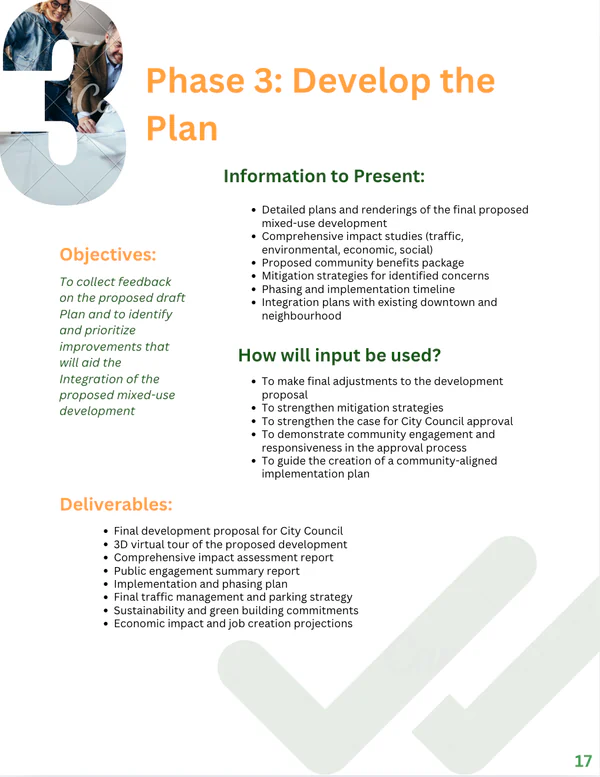 Phase 3: Develop the
Plan
Information to Present:
• Detailed plans and renderings of the final proposed
mixed-use development
• Comprehensive impact studies (traffic,
environmental, economic, social)
• Proposed community benefits package
• Mitigation strategies for identified concerns
• Phasing and implementation timeline
• Integration plans with existing downtown and
neighbourhood
Objectives:
To collect feedback
on the proposed draft
Plan and to identify
and prioritize
improvements that
will aid the
Integration of the
proposed mixed-use
development
How will input be used?
• To make final adjustments to the development
proposal
• To strengthen mitigation strategies
• To strengthen the case for City Council approval
• To demonstrate community engagement and
responsiveness in the approval process
• To guide the creation of a community-aligned
implementation plan
Deliverables:
• Final development proposal for City Council
• 3D virtual tour of the proposed development
• Comprehensive impact assessment report
• Public engagement summary report
• Implementation and phasing plan
• Final traffic management and parking strategy
• Sustainability and green building commitments
• Economic impact and job creation projections
17